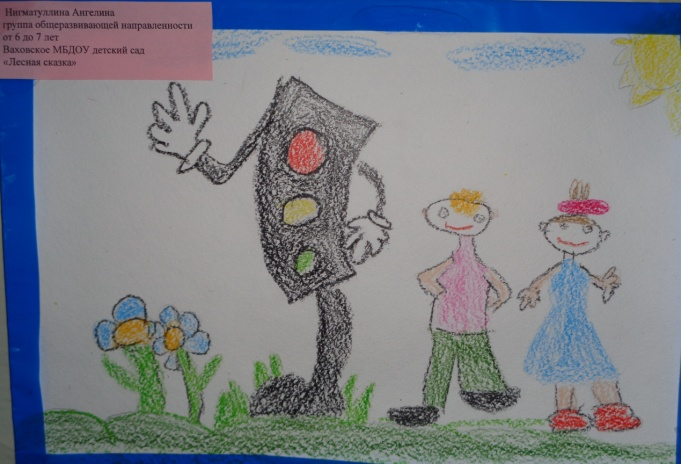 Нигматуллина Ангелина
группа общеразвивающей направленности
от 6 до 7 лет
Ваховское МБДОУ детский сад
«Лесная сказка»